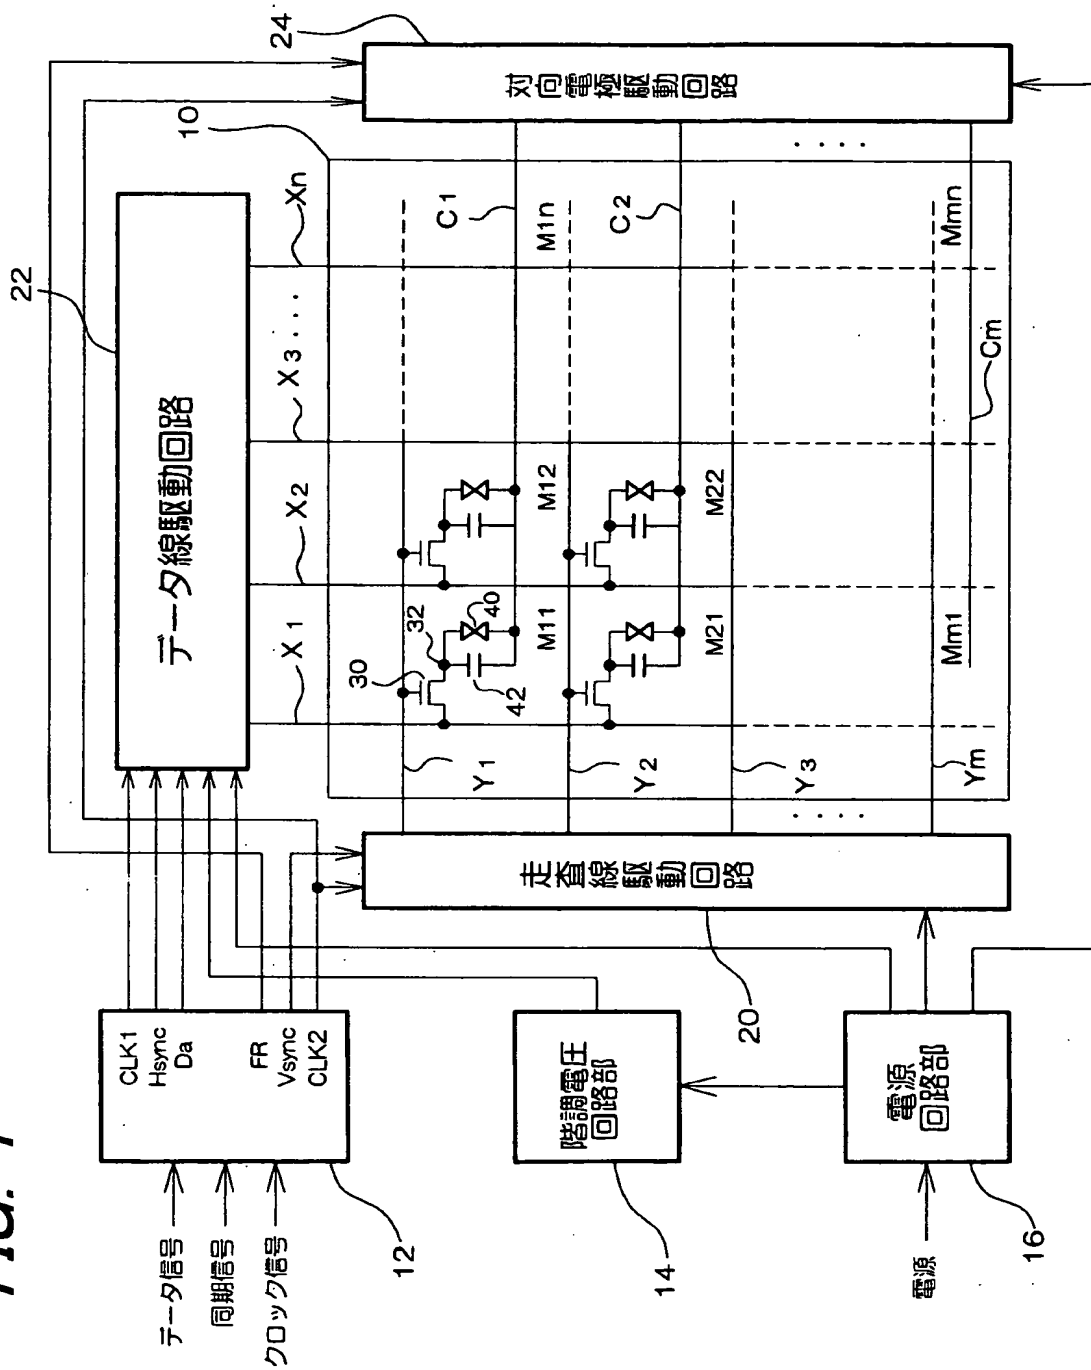 FIG. 1
データ信号
同期信号
クロック信号
12
CLK1
Hsync
Da
FR
Vsync
CLK2
データ線駆動回路
22
対向電極駆動回路
24
10
X1
X2
X3
....
Xn
30
32
40
42
M11
M12
M1n
C1
M21
M22
C2
Y1
Y2
Y3
Ym
....
....
Mm1
Mmn
Cm
走査線駆動回路
20
階調電圧
回路部
14
電源
回路部
16
電源